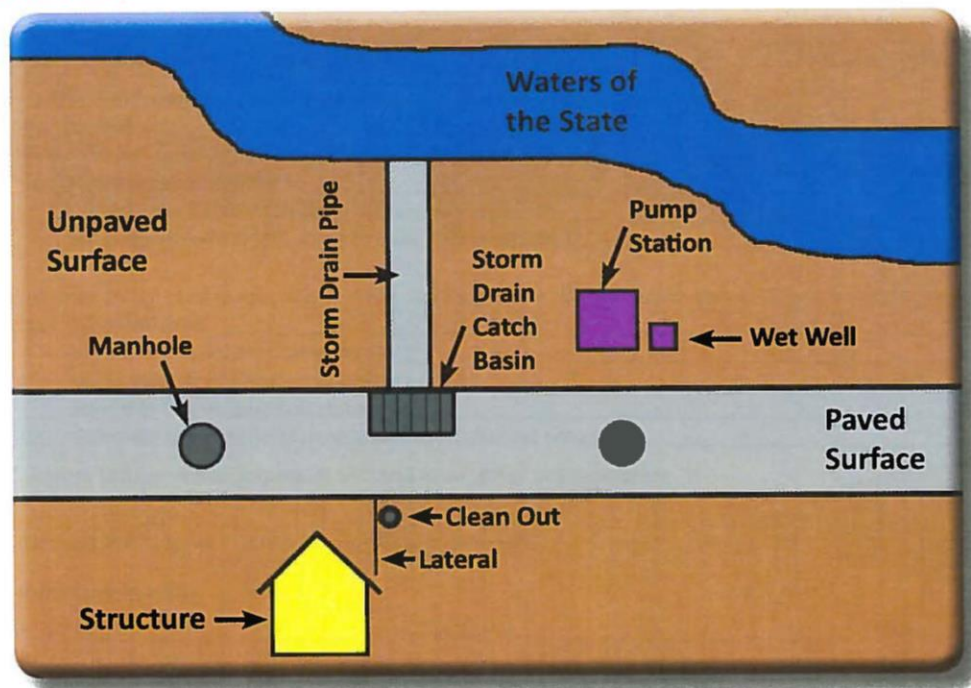 Waters of
the State
Unpaved
Surface
Storm Drain Pipe
Storm
Drain
Catch
Basin
Pump
Station
Manhole
Wet Well
Paved
Surface
Clean Out
Lateral
Structure